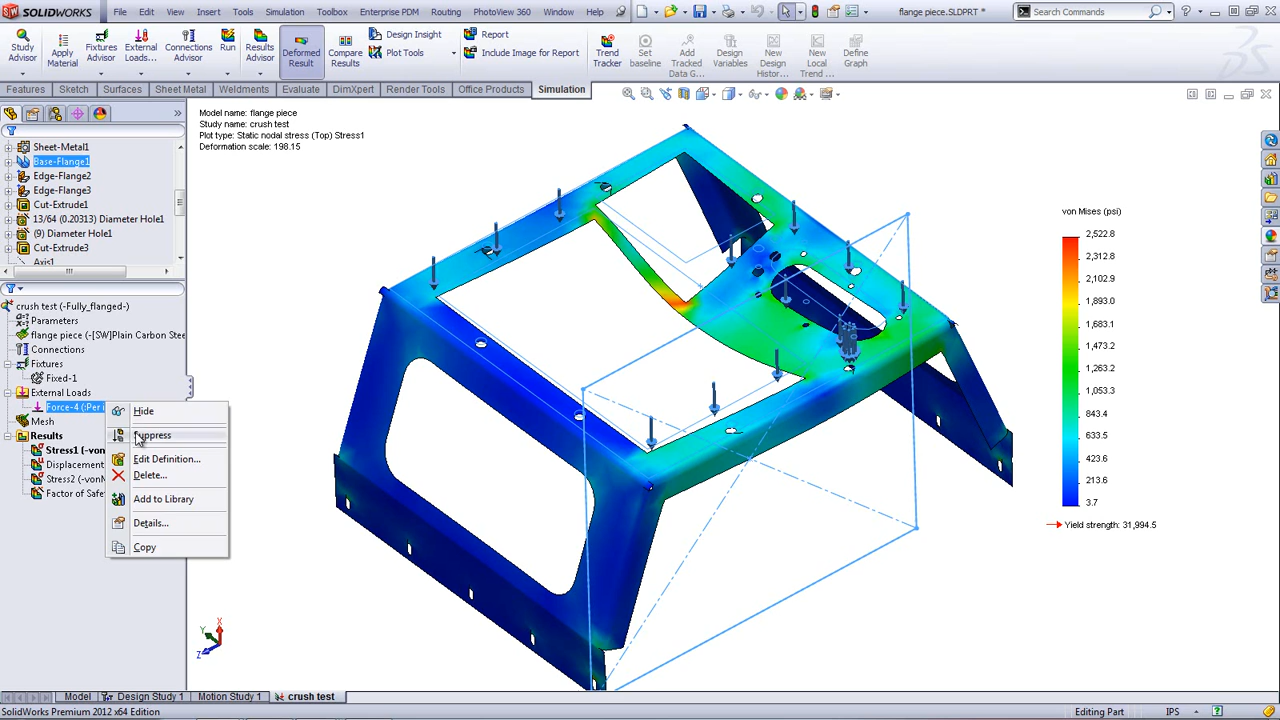 SOLIDWORKS File Edit View Insert Tools Simulation Toolbox Enterprise PDM Routing PhotoView 360 Window Help flange piece.SLDPRT * Search Commands
Study Advisor
Apply Material
Fixtures Advisor
External Loads...
Connections Advisor
Run
Results Advisor
Deformed Result
Compare Results
Design Insight
Plot Tools
Report
Include Image for Report
Trend Tracker
Set baseline
Add Tracked Data G...
Design Variables
New Design Histor...
New Local Trend ...
Define Graph
Features Sketch Surfaces Sheet Metal Weldments Evaluate DimXpert Render Tools Office Products Simulation
Model name: flange piece
Study name: crush test
Plot type: Static nodal stress (Top) Stress1
Deformation scale: 198.15
Sheet-Metal1
Base-Flange1
Edge-Flange2
Edge-Flange3
Cut-Extrude1
13/64 (0.20313) Diameter Hole1
(9) Diameter Hole1
Cut-Extrude3
Axis1
crush test (-Fully_flanged-)
Parameters
flange piece (-[SW]Plain Carbon Stee
Connections
Fixtures
Fixed-1
External Loads
Force-4 (:Per i
Mesh
Results
Stress1 (-von
Displacement
Stress2 (-vonM
Factor of Safe
Hide
Suppress
Edit Definition...
Delete...
Add to Library
Details...
Copy
von Mises (psi)
2,522.8
2,312.8
2,102.9
1,893.0
1,683.1
1,473.2
1,263.2
1,053.3
843.4
633.5
423.6
213.6
3.7
Yield strength: 31,994.5
X
Y
Z
Model Design Study 1 Motion Study 1 crush test
SolidWorks Premium 2012 x64 Edition Editing Part IPS